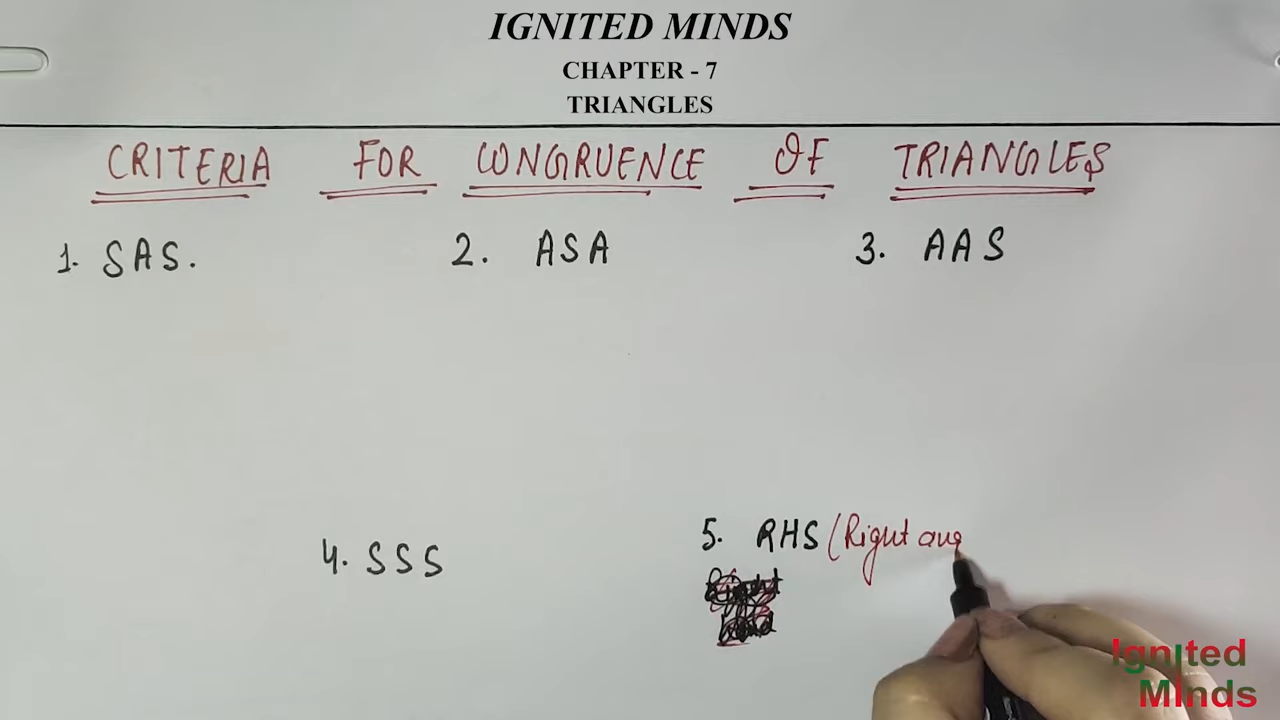 IGNITED MINDS
CHAPTER - 7
TRIANGLES
CRITERIA FOR CONGRUENCE OF TRIANGLES
1. SAS. 2. ASA 3. AAS
4. SSS
5. RHS (Right ang
Ignited
Minds